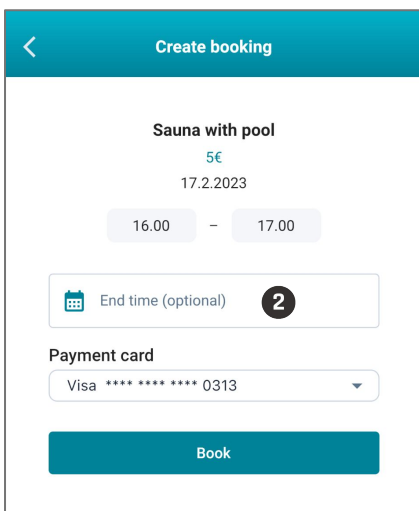 Create booking
Sauna with pool
5€
17.2.2023
16.00 – 17.00
End time (optional) 2
Payment card
Visa **** **** **** 0313
Book